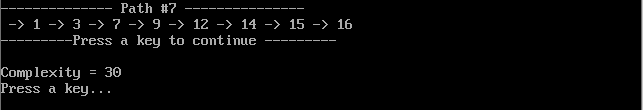 -------------- Path #7 ---------------
-> 1 -> 3 -> 7 -> 9 -> 12 -> 14 -> 15 -> 16
---------Press a key to continue ---------
Complexity = 30
Press a key...